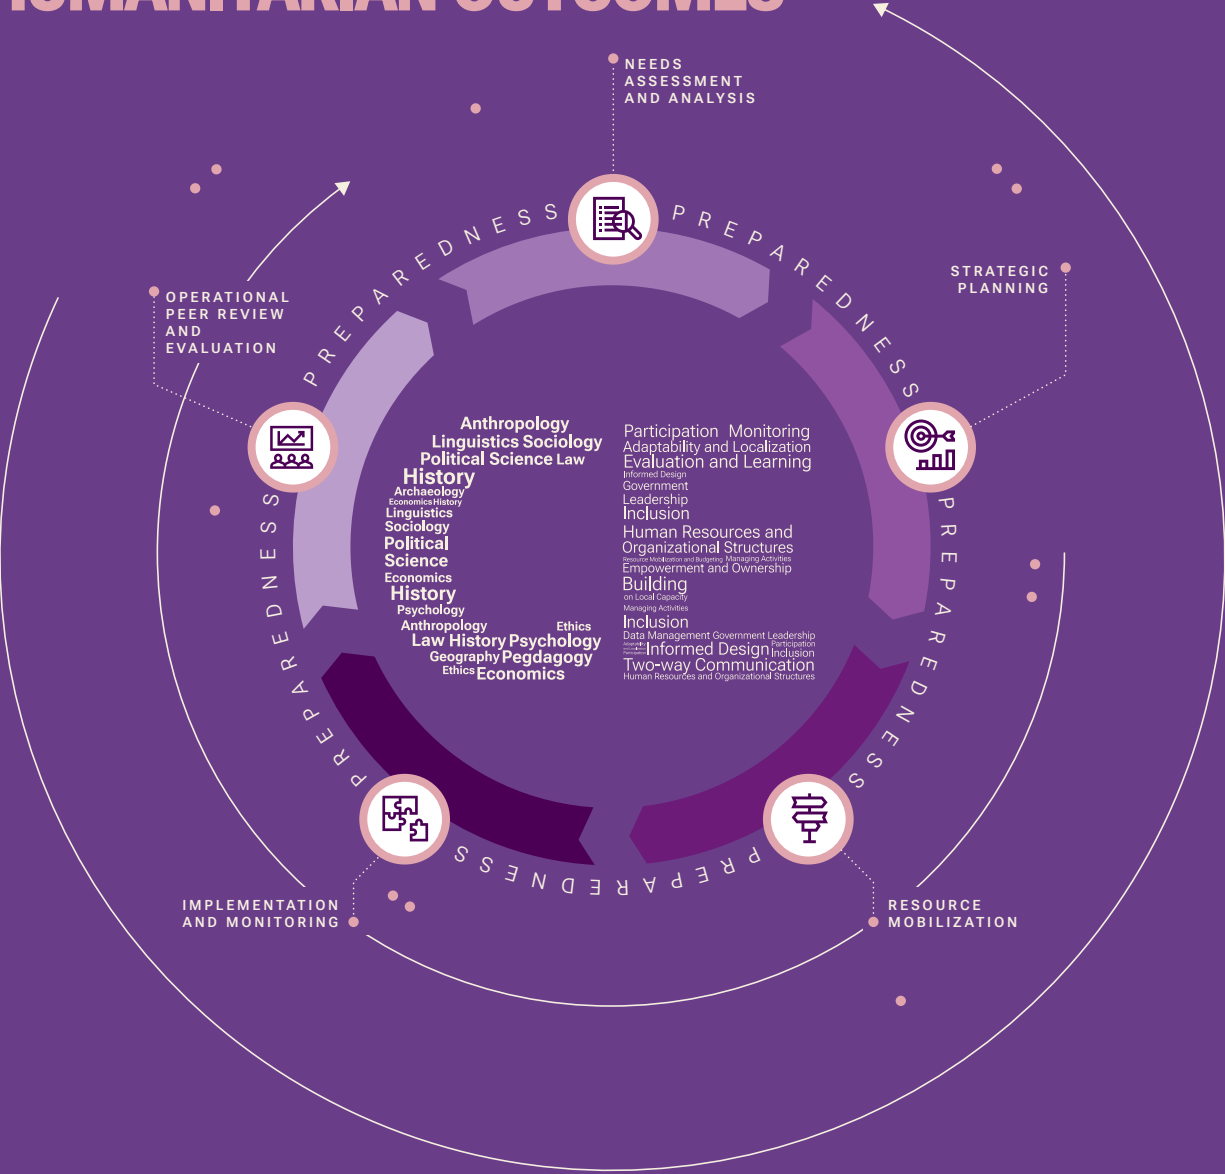 HUMANITARIAN OUTCOMES
NEEDS
ASSESSMENT
AND ANALYSIS
STRATEGIC
PLANNING
OPERATIONAL
PEER REVIEW
AND
EVALUATION
PREPAREDNESS
PREPAREDNESS
PREPAREDNESS
PREPAREDNESS
PREPAREDNESS
Anthropology
Linguistics Sociology
Political Science Law
History
Archaeology
Economics History
Linguistics
Sociology
Political
Science
Economics
History
Psychology
Anthropology Ethics
Law History Psychology
Geography Pegdagogy
Ethics Economics
Participation Monitoring
Adaptability and Localization
Evaluation and Learning
Informed Design
Government
Leadership
Inclusion
Human Resources and
Organizational Structures
Resource Mobilization and Budgeting Managing Activities
Empowerment and Ownership
Building
on Local Capacity
Managing Activities
Inclusion
Data Management Government Leadership
Informed Design Participation
Inclusion
Two-way Communication
Human Resources and Organizational Structures
IMPLEMENTATION
AND MONITORING
RESOURCE
MOBILIZATION